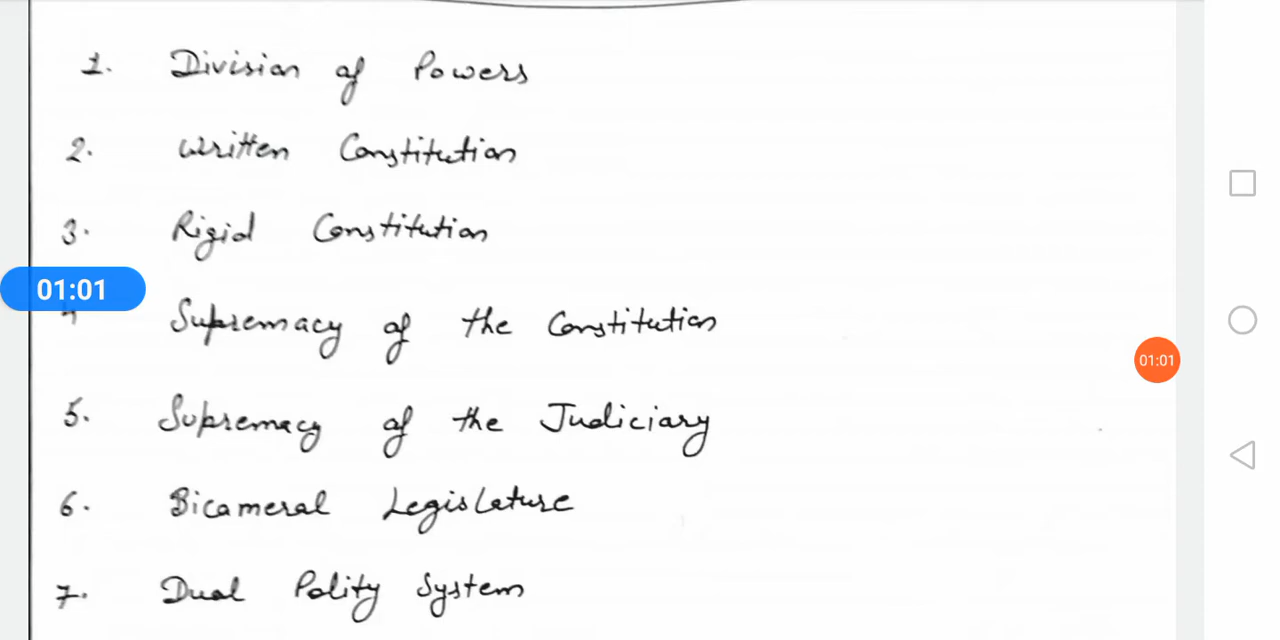 1. Division of Powers
2. Written Constitution
3. Rigid Constitution
01:01
4 Supremacy of the Constitution
01:01
5. Supremacy of the Judiciary
6. Bicameral Legislature
7. Dual Polity System